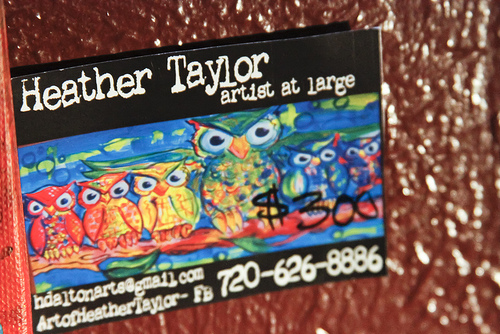 Heather Taylor
artist at large
$300
hdaltonarts@gmail.com
ArtofHeatherTaylor- FB
720-626-8886